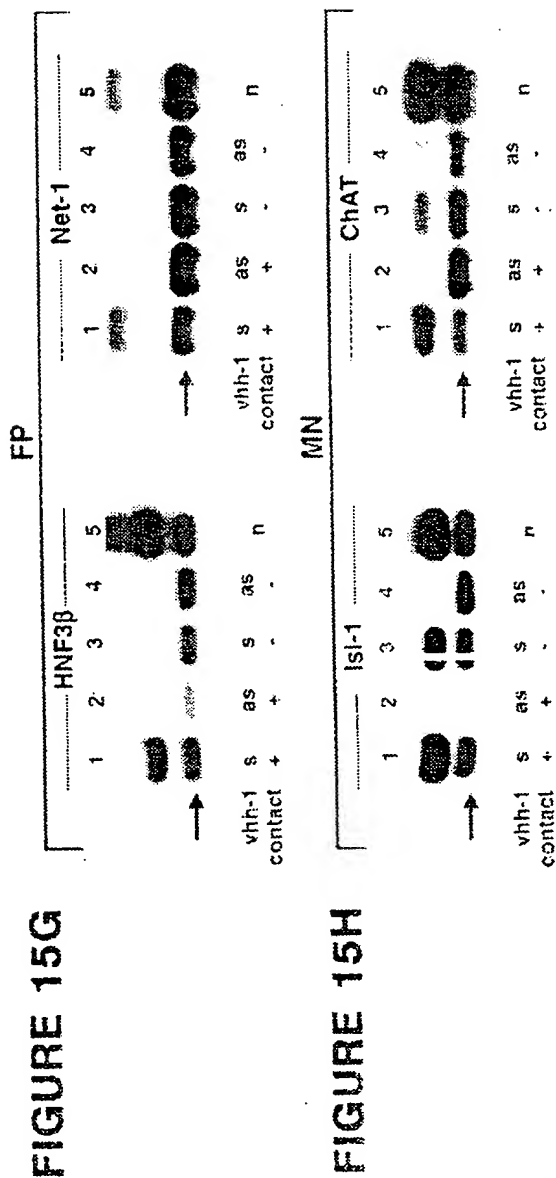 FIGURE 15G
FP
HNF3β
Net-1
1 2 3 4 5
1 2 3 4 5
vhh-1 s as s as n
contact + + - -
vhh-1 s as s as n
contact + + - -
FIGURE 15H
MN
Isl-1
ChAT
1 2 3 4 5
1 2 3 4 5
vhh-1 s as s as n
contact + + - -
vhh-1 s as s as n
contact + + - -